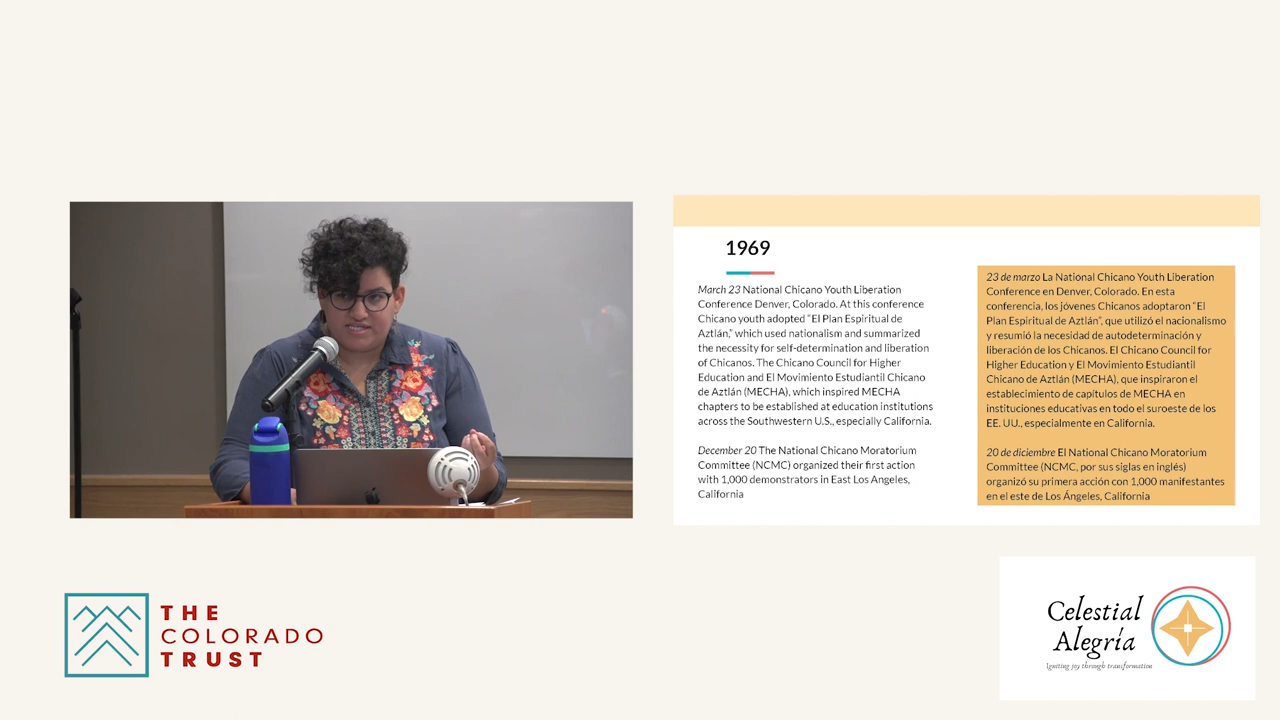 1969
March 23 National Chicano Youth Liberation
Conference Denver, Colorado. At this conference
Chicano youth adopted “El Plan Espiritual de
Aztlán,” which used nationalism and summarized
the necessity for self-determination and liberation
of Chicanos. The Chicano Council for Higher
Education and El Movimiento Estudiantil Chicano
de Aztlán (MECHA), which inspired MECHA
chapters to be established at education institutions
across the Southwestern U.S., especially California.
December 20 The National Chicano Moratorium
Committee (NCMC) organized their first action
with 1,000 demonstrators in East Los Angeles,
California
23 de marzo La National Chicano Youth Liberation
Conference en Denver, Colorado. En esta
conferencia, los jóvenes Chicanos adoptaron “El
Plan Espiritual de Aztlán”, que utilizó el nacionalismo
y resumió la necesidad de autodeterminación y
liberación de los Chicanos. El Chicano Council for
Higher Education y El Movimiento Estudiantil
Chicano de Aztlán (MECHA), que inspiraron el
establecimiento de capítulos de MECHA en
instituciones educativas en todo el suroeste de los
EE. UU., especialmente en California.
20 de diciembre El National Chicano Moratorium
Committee (NCMC, por sus siglas en inglés)
organizó su primera acción con 1,000 manifestantes
en el este de Los Ángeles, California
THE
COLORADO
TRUST
Celestial
Alegría
Igniting joy through transformation